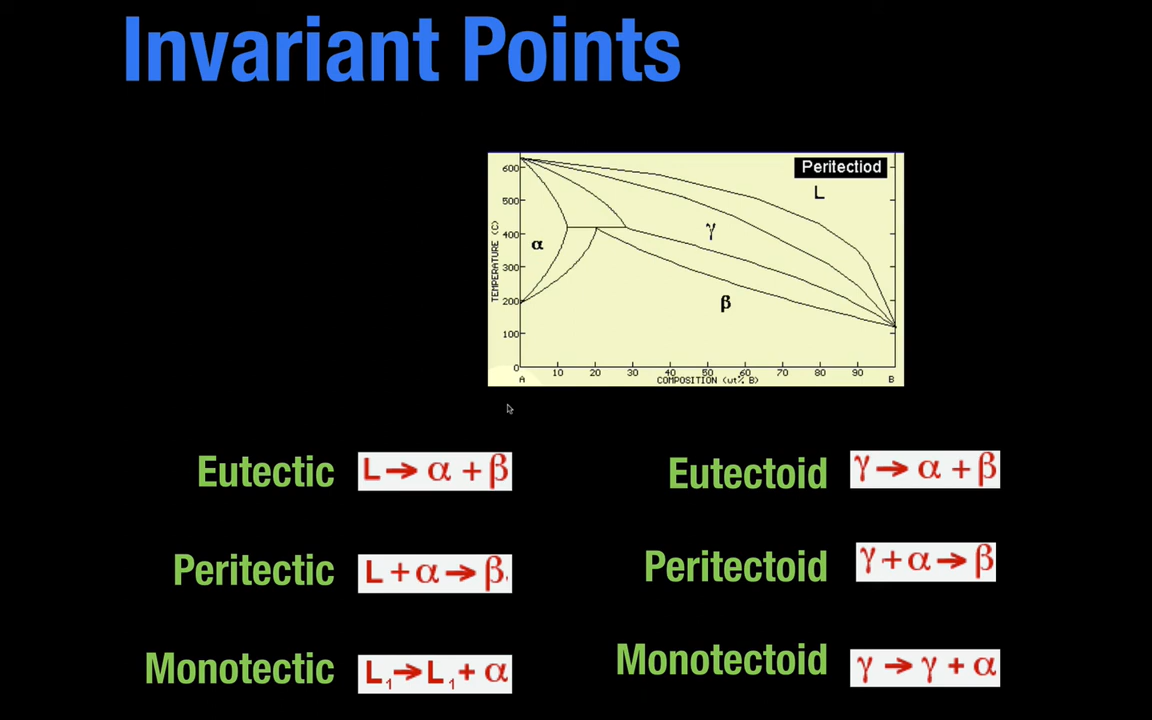 Invariant Points
Peritectiod
L
600
500
400
300
200
100
0
TEMPERATURE (C)
α
γ
β
10 20 30 40 50 60 70 80 90
A COMPOSITION (wt% B) B
Eutectic L → α + β
Eutectoid γ → α + β
Peritectic L + α → β.
Peritectoid γ + α → β
Monotectic L₁ → L₁ + α
Monotectoid γ → γ + α